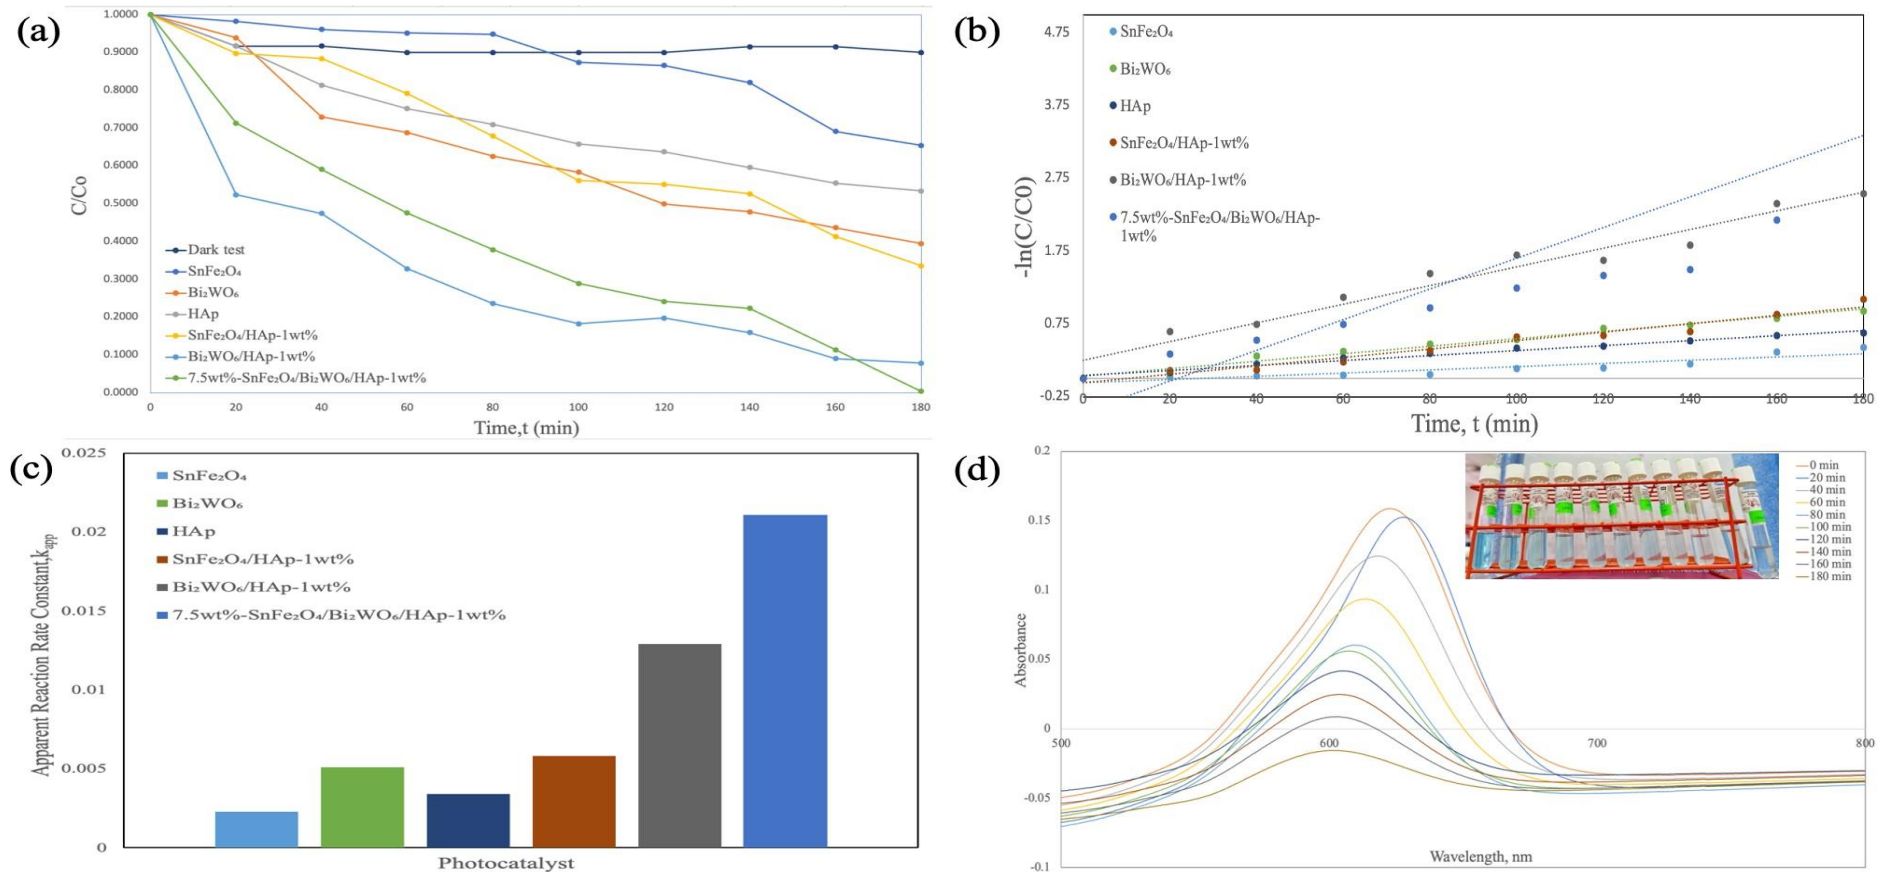 (a)
1.0000
0.9000
0.8000
0.7000
0.6000
0.5000
0.4000
0.3000
0.2000
0.1000
0.0000
C/Co
Dark test
SnFe₂O₄
Bi₂WO₆
HAp
SnFe₂O₄/HAp-1wt%
Bi₂WO₆/HAp-1wt%
7.5wt%-SnFe₂O₄/Bi₂WO₆/HAp-1wt%
0 20 40 60 80 100 120 140 160 180
Time,t (min)
(b)
4.75
3.75
2.75
1.75
0.75
-0.25
-ln(C/C0)
SnFe₂O₄
Bi₂WO₆
HAp
SnFe₂O₄/HAp-1wt%
Bi₂WO₆/HAp-1wt%
7.5wt%-SnFe₂O₄/Bi₂WO₆/HAp-
1wt%
0 20 40 60 80 100 120 140 160 180
Time, t (min)
(c)
0.025
0.02
0.015
0.01
0.005
0
Apparent Reaction Rate Constant,kapp
SnFe₂O₄
Bi₂WO₆
HAp
SnFe₂O₄/HAp-1wt%
Bi₂WO₆/HAp-1wt%
7.5wt%-SnFe₂O₄/Bi₂WO₆/HAp-1wt%
Photocatalyst
(d)
0.2
0.15
0.1
0.05
0
-0.05
-0.1
Absorbance
0 min
20 min
40 min
60 min
80 min
100 min
120 min
140 min
160 min
180 min
500 600 700 800
Wavelength, nm